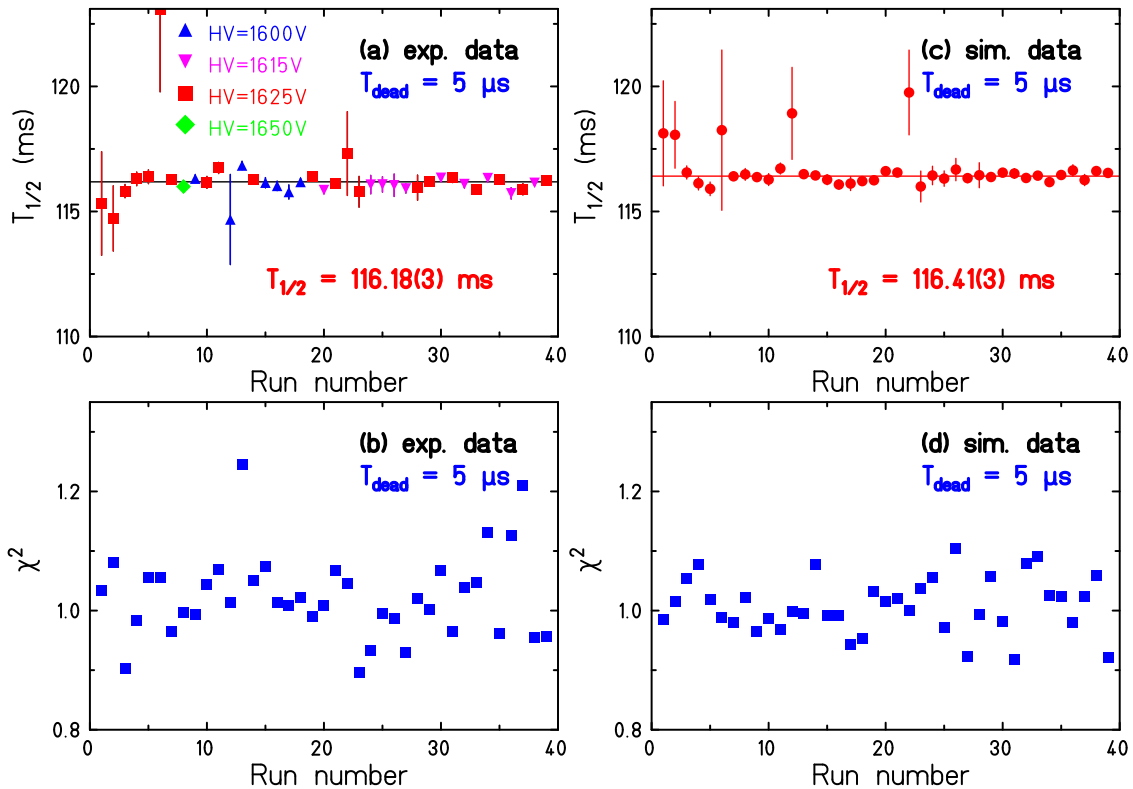 HV=1600V
HV=1615V
HV=1625V
HV=1650V
(a) exp. data
T_dead = 5 μs
T_1/2 = 116.18(3) ms
T_1/2 (ms)
120
115
110
0 10 20 30 40
Run number
(c) sim. data
T_dead = 5 μs
T_1/2 = 116.41(3) ms
T_1/2 (ms)
120
115
110
0 10 20 30 40
Run number
(b) exp. data
T_dead = 5 μs
χ²
1.2
1.0
0.8
0 10 20 30 40
Run number
(d) sim. data
T_dead = 5 μs
χ²
1.2
1.0
0.8
0 10 20 30 40
Run number